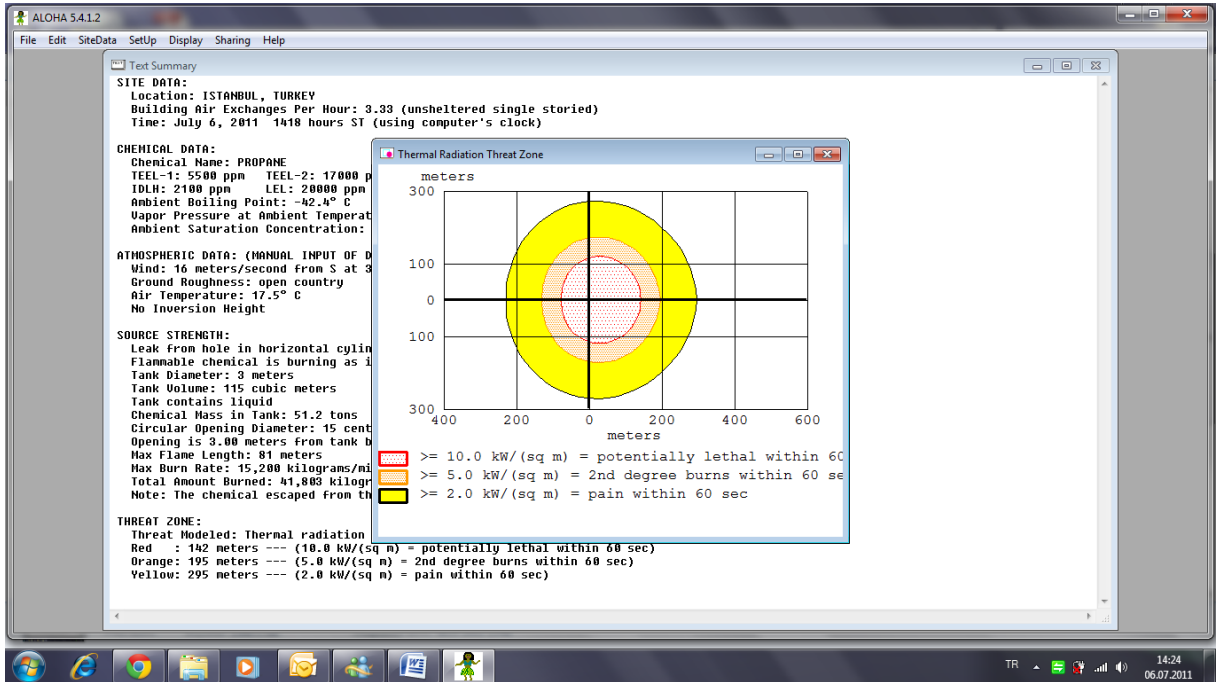 ALOHA 5.4.1.2
File Edit SiteData SetUp Display Sharing Help
Text Summary
SITE DATA:
Location: ISTANBUL, TURKEY
Building Air Exchanges Per Hour: 3.33 (unsheltered single storied)
Time: July 6, 2011 1418 hours ST (using computer's clock)
CHEMICAL DATA:
Chemical Name: PROPANE
TEEL-1: 5500 ppm TEEL-2: 17000 p
IDLH: 2100 ppm LEL: 20000 ppm
Ambient Boiling Point: -42.4° C
Vapor Pressure at Ambient Temperat
Ambient Saturation Concentration:
ATMOSPHERIC DATA: (MANUAL INPUT OF D
Wind: 16 meters/second from S at 3
Ground Roughness: open country
Air Temperature: 17.5° C
No Inversion Height
SOURCE STRENGTH:
Leak from hole in horizontal cylin
Flammable chemical is burning as i
Tank Diameter: 3 meters
Tank Volume: 115 cubic meters
Tank contains liquid
Chemical Mass in Tank: 51.2 tons
Circular Opening Diameter: 15 cent
Opening is 3.00 meters from tank b
Max Flame Length: 81 meters
Max Burn Rate: 15,200 kilograms/mi
Total Amount Burned: 41,803 kilogr
Note: The chemical escaped from th
THREAT ZONE:
Threat Modeled: Thermal radiation
Red : 142 meters --- (10.0 kW/(sq m) = potentially lethal within 60 sec)
Orange: 195 meters --- (5.0 kW/(sq m) = 2nd degree burns within 60 sec)
Yellow: 295 meters --- (2.0 kW/(sq m) = pain within 60 sec)
Thermal Radiation Threat Zone
meters
300
100
0
100
300
400 200 0 200 400 600
meters
>= 10.0 kW/(sq m) = potentially lethal within 60
>= 5.0 kW/(sq m) = 2nd degree burns within 60 se
>= 2.0 kW/(sq m) = pain within 60 sec
TR 14:24
06.07.2011